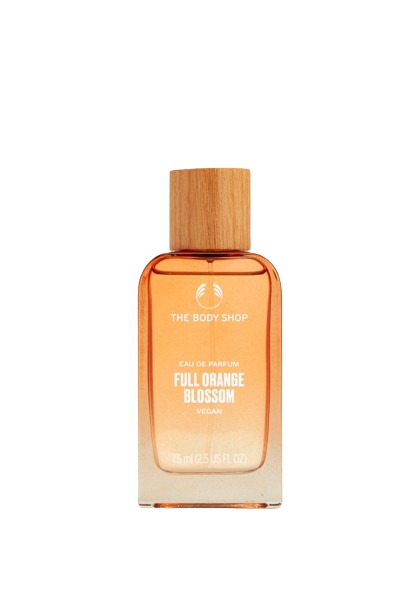 THE BODY SHOP
EAU DE PARFUM
FULL ORANGE
BLOSSOM
VEGAN
75 ml (2.5 US FL OZ)